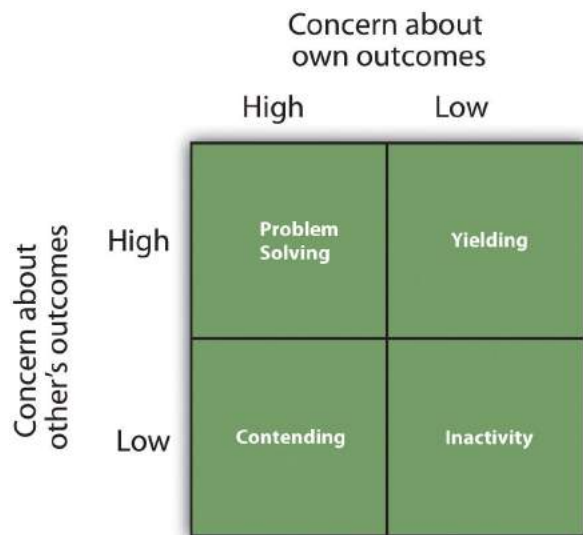 Concern about
own outcomes
High
Low
Concern about
other's outcomes
High
Problem
Solving
Yielding
Low
Contending
Inactivity